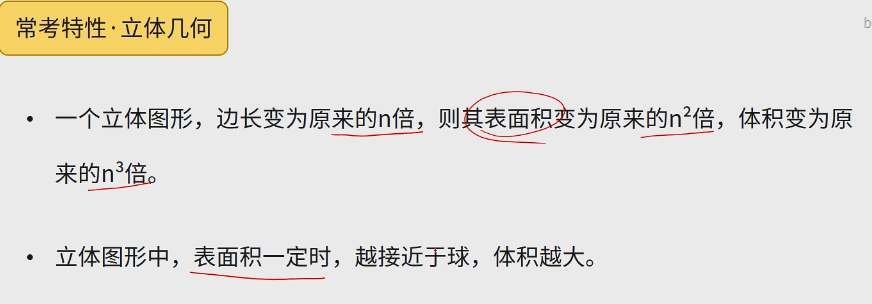 常考特性·立体几何
b
• 一个立体图形，边长变为原来的n倍，则其表面积变为原来的n²倍，体积变为原
来的n³倍。
• 立体图形中，表面积一定时，越接近于球，体积越大。